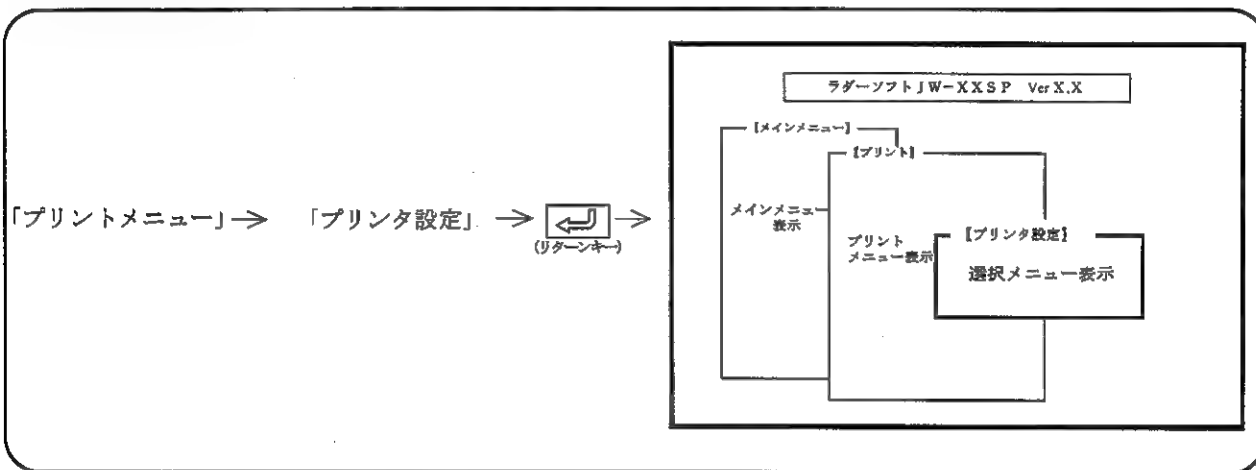 「プリントメニュー」→ 「プリンタ設定」 → →
(リターンキー)
ラダーソフトJW-XXSP Ver X.X
【メインメニュー】
【プリント】
メインメニュー
表示
プリント
メニュー表示
【プリンタ設定】
選択メニュー表示